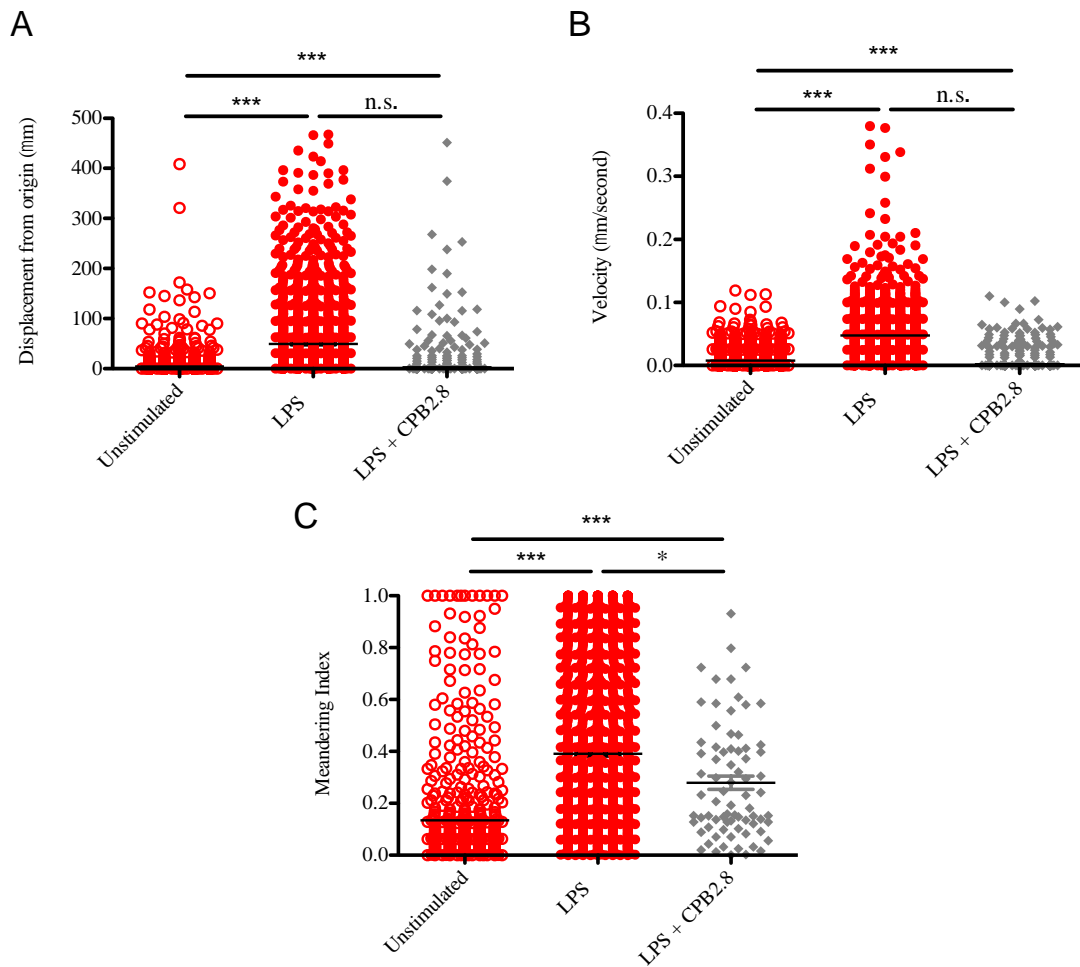 A
***
*** n.s.
Displacement from origin (mm)
500
400
300
200
100
0
Unstimulated
LPS
LPS + CPB2.8
B
***
*** n.s.
Velocity (mm/second)
0.4
0.3
0.2
0.1
0.0
Unstimulated
LPS
LPS + CPB2.8
C
***
*** *
Meandering Index
1.0
0.8
0.6
0.4
0.2
0.0
Unstimulated
LPS
LPS + CPB2.8